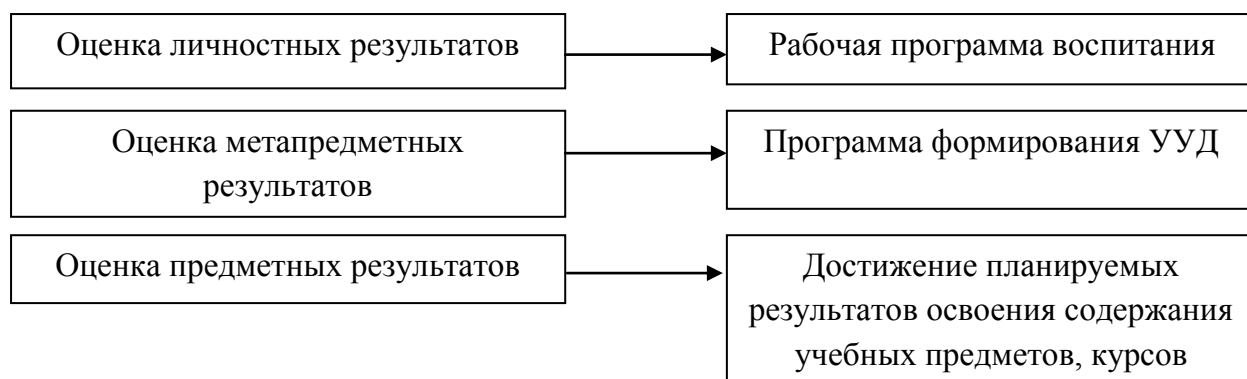 Оценка личностных результатов
Рабочая программа воспитания
Оценка метапредметных
результатов
Программа формирования УУД
Оценка предметных результатов
Достижение планируемых
результатов освоения содержания
учебных предметов, курсов